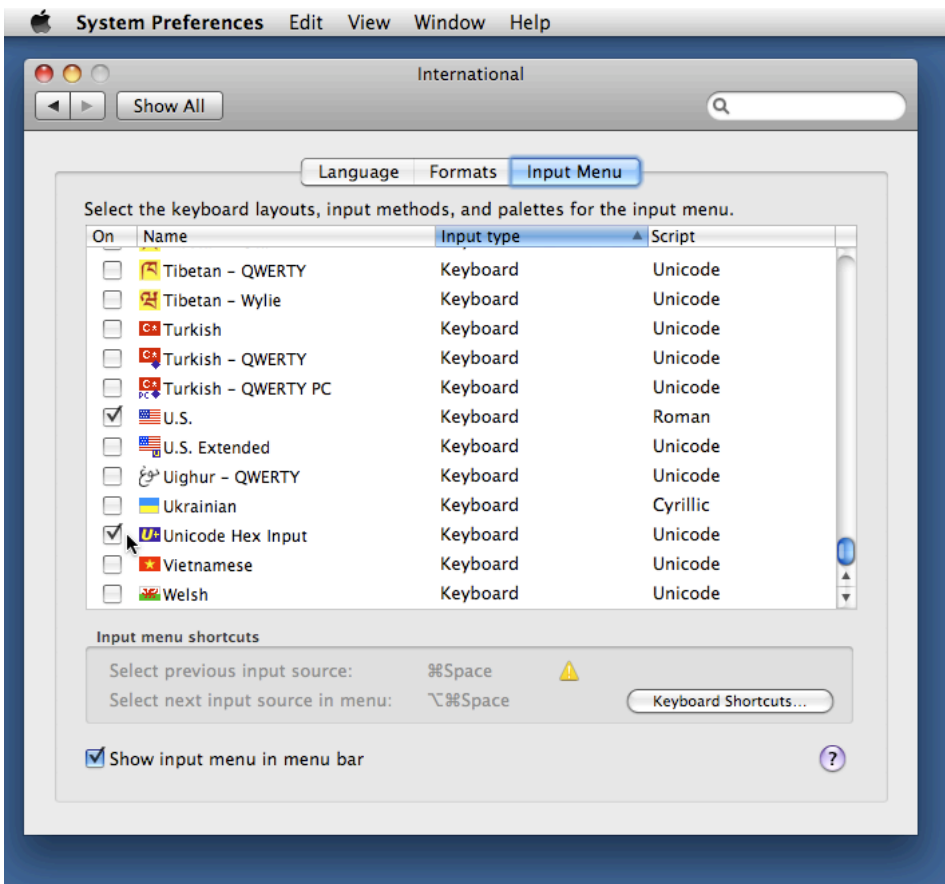 System Preferences Edit View Window Help
International
Show All
Language Formats Input Menu
Select the keyboard layouts, input methods, and palettes for the input menu.
On Name Input type Script
Tibetan – QWERTY Keyboard Unicode
Tibetan – Wylie Keyboard Unicode
Turkish Keyboard Unicode
Turkish – QWERTY Keyboard Unicode
PC Turkish – QWERTY PC Keyboard Unicode
U.S. Keyboard Roman
U.S. Extended Keyboard Unicode
Uighur – QWERTY Keyboard Unicode
Ukrainian Keyboard Cyrillic
U+ Unicode Hex Input Keyboard Unicode
Vietnamese Keyboard Unicode
Welsh Keyboard Unicode
Input menu shortcuts
Select previous input source: ⌘Space
Select next input source in menu: ⌥⌘Space Keyboard Shortcuts...
Show input menu in menu bar ?